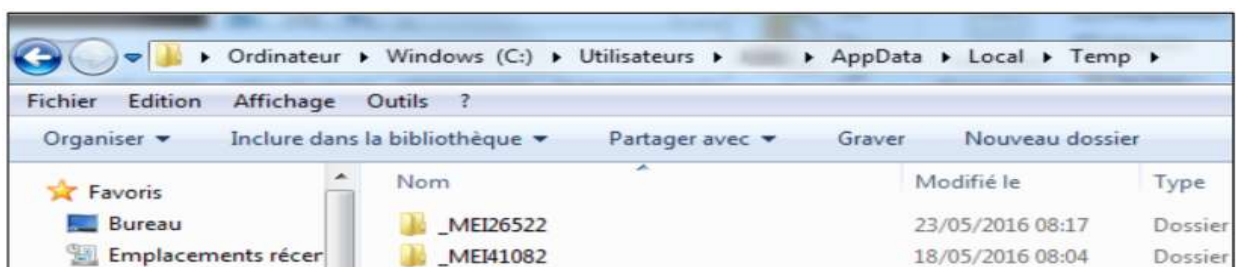 Ordinateur Windows (C:) Utilisateurs AppData Local Temp
Fichier Edition Affichage Outils ?
Organiser Inclure dans la bibliothèque Partager avec Graver Nouveau dossier
Favoris Nom Modifié le Type
Bureau _MEI26522 23/05/2016 08:17 Dossier
Emplacements récen _MEI41082 18/05/2016 08:04 Dossier